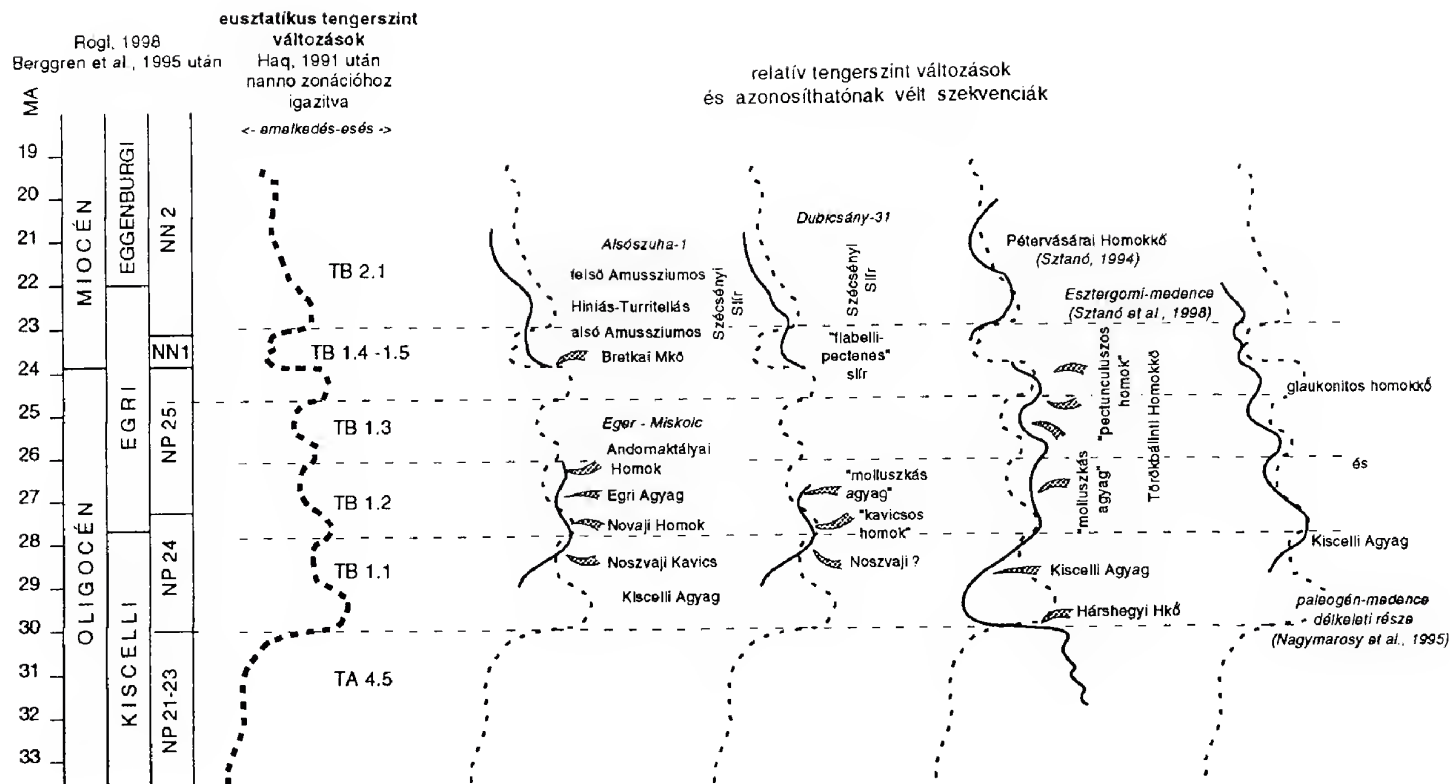 Rögl, 1998
Berggren et al., 1995 után
eusztatikus tengerszint
változások
Haq, 1991 után
nanno zonációhoz
igazítva
<- emelkedés-esés ->
relatív tengerszint változások
és azonosíthatónak vélt szekvenciák
MA
19
20
21
22
23
24
25
26
27
28
29
30
31
32
33
MIOCÉN
OLIGOCÉN
EGGENBURGI
EGRI
KISCELLI
NN 2
NN1
NP 25
NP 24
NP 21-23
TB 2.1
TB 1.4 -1.5
TB 1.3
TB 1.2
TB 1.1
TA 4.5
Alsószuha-1
felső Amussziumos
Hiniás-Turritellás
alsó Amussziumos
Szécsényi
Slír
Bretkai Mkő
Eger - Miskolc
Andornaktályai
Homok
Egri Agyag
Novaji Homok
Noszvaji Kavics
Kiscelli Agyag
Dubicsány-31
Szécsényi
Slír
"flabelli-
pectenes"
slír
"molluszkás
agyag"
"kavicsos
homok"
Noszvaji ?
Pétervásárai Homokkő
(Sztanó, 1994)
"pectunculuszos
homok"
"molluszkás
agyag"
Törökbálinti Homokkő
Kiscelli Agyag
Hárshegyi Hkő
Esztergomi-medence
(Sztanó et al., 1998)
glaukonitos homokkő
és
Kiscelli Agyag
paleogén-medence
délkeleti része
(Nagymarosy et al., 1995)